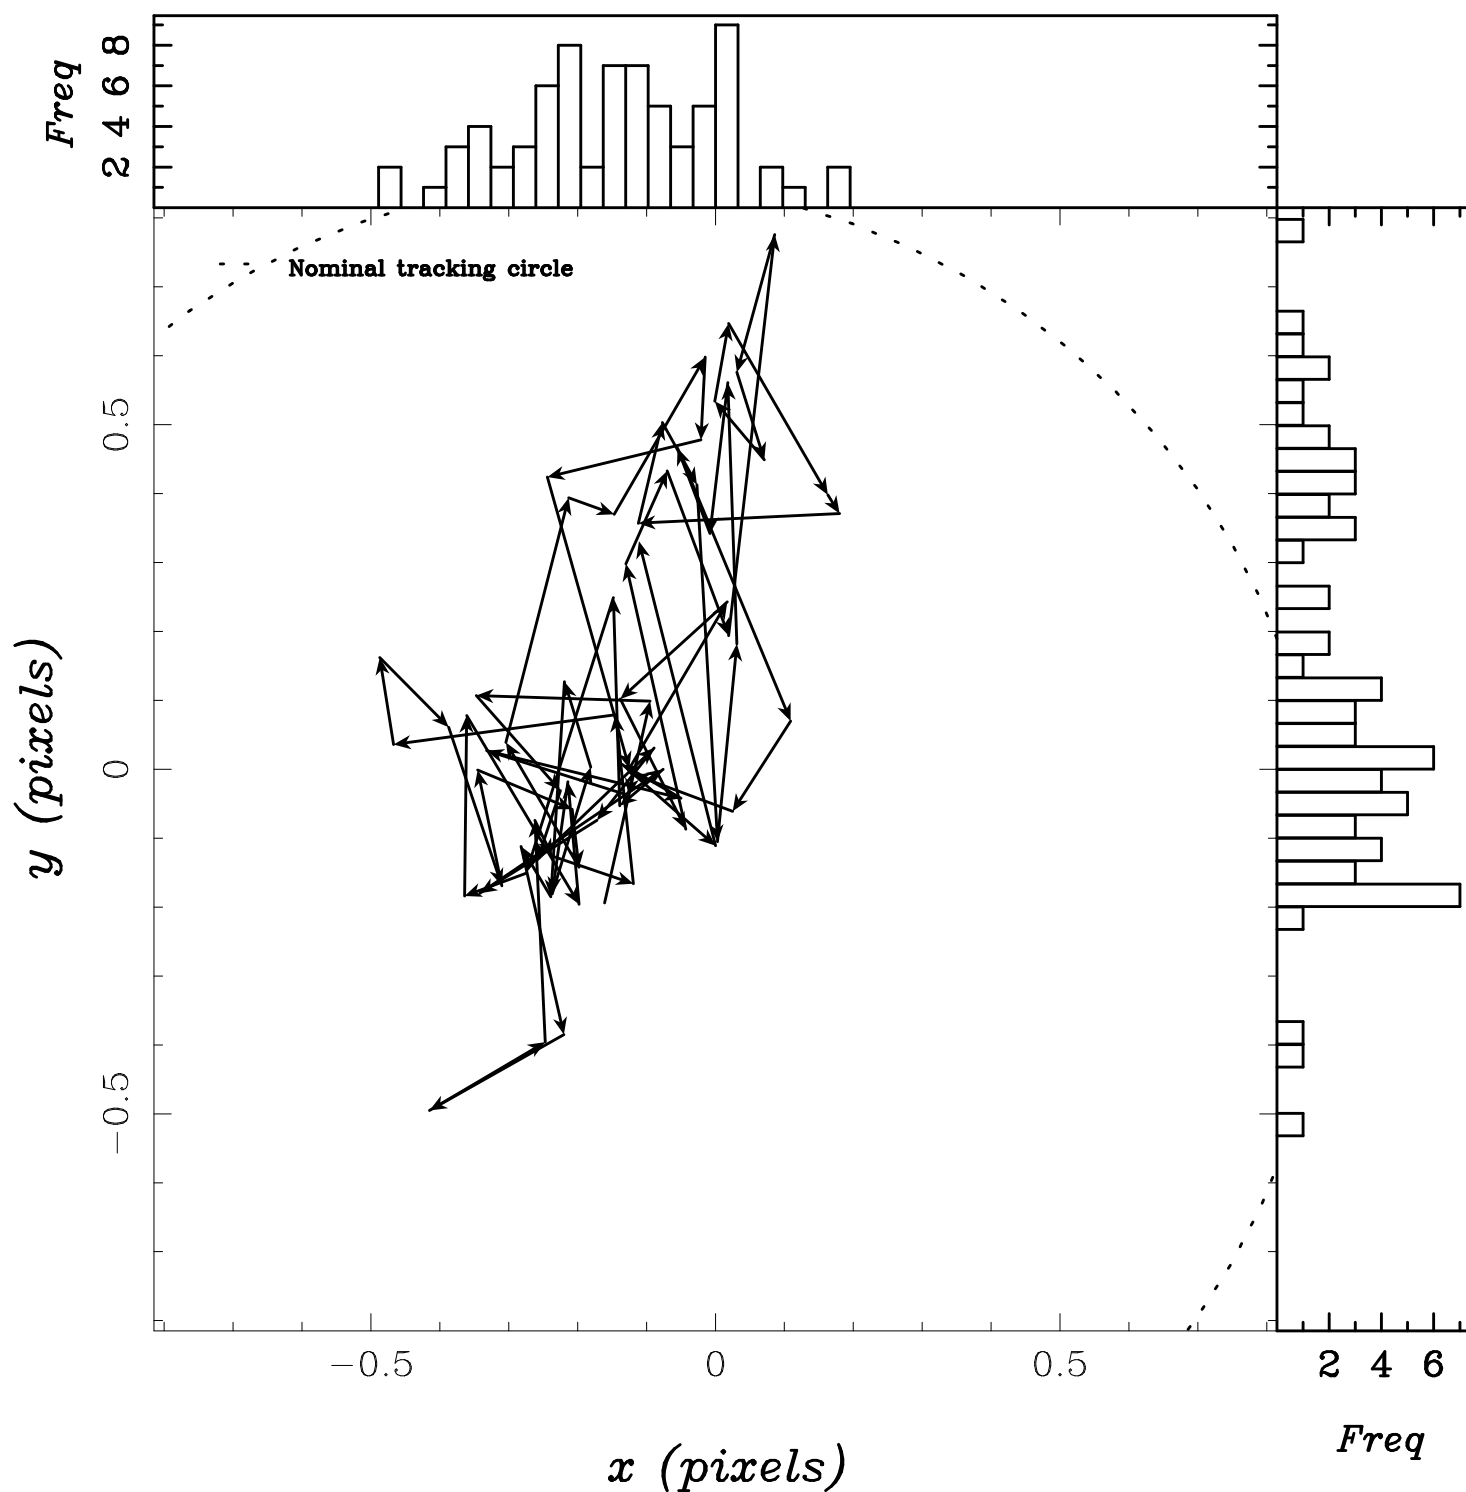 Freq
2 4 6 8
Nominal tracking circle
y (pixels)
0.5
0
−0.5
−0.5 0 0.5
x (pixels)
2 4 6
Freq